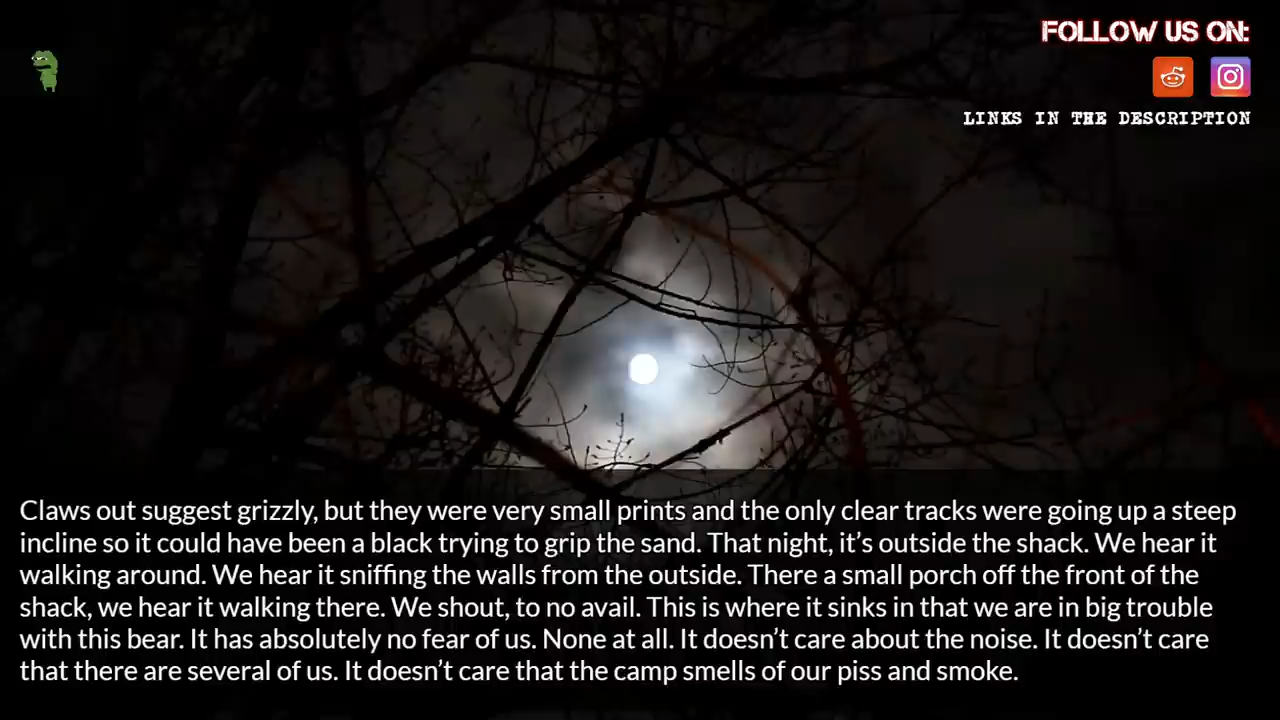 FOLLOW US ON:
LINKS IN THE DESCRIPTION
Claws out suggest grizzly, but they were very small prints and the only clear tracks were going up a steep
incline so it could have been a black trying to grip the sand. That night, it’s outside the shack. We hear it
walking around. We hear it sniffing the walls from the outside. There a small porch off the front of the
shack, we hear it walking there. We shout, to no avail. This is where it sinks in that we are in big trouble
with this bear. It has absolutely no fear of us. None at all. It doesn’t care about the noise. It doesn’t care
that there are several of us. It doesn’t care that the camp smells of our piss and smoke.